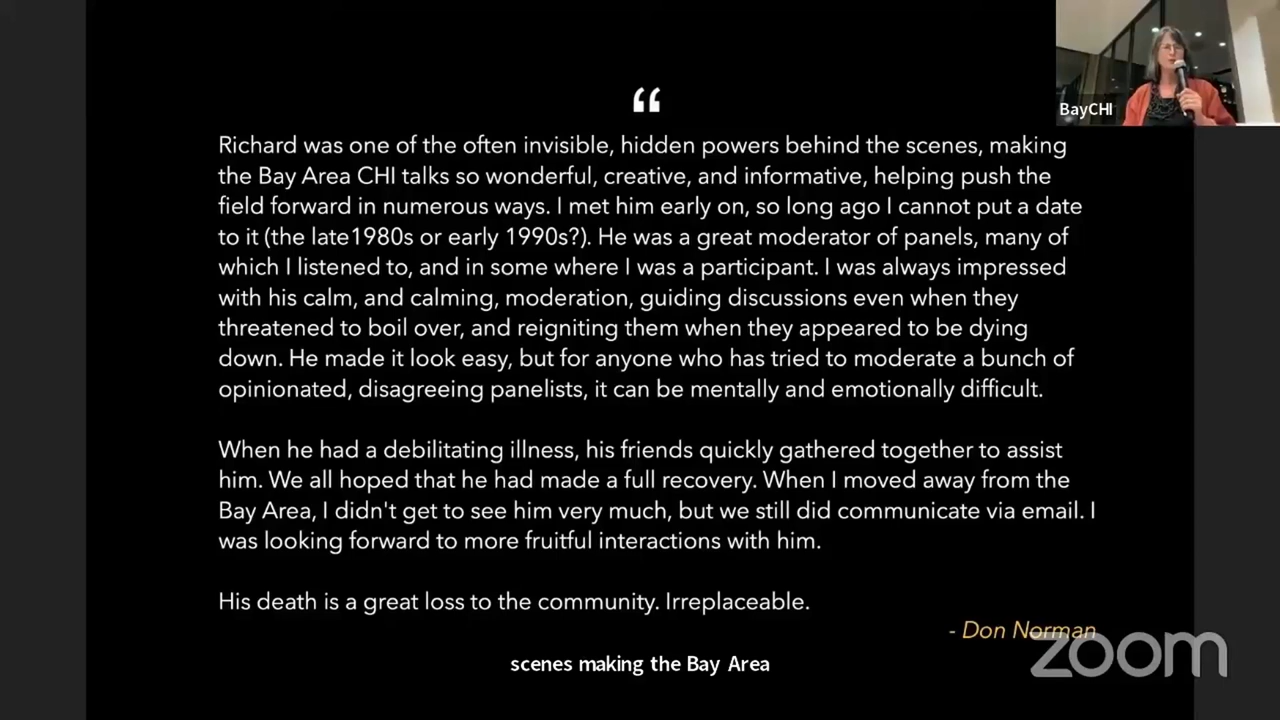 “
BayCHI
Richard was one of the often invisible, hidden powers behind the scenes, making
the Bay Area CHI talks so wonderful, creative, and informative, helping push the
field forward in numerous ways. I met him early on, so long ago I cannot put a date
to it (the late1980s or early 1990s?). He was a great moderator of panels, many of
which I listened to, and in some where I was a participant. I was always impressed
with his calm, and calming, moderation, guiding discussions even when they
threatened to boil over, and reigniting them when they appeared to be dying
down. He made it look easy, but for anyone who has tried to moderate a bunch of
opinionated, disagreeing panelists, it can be mentally and emotionally difficult.
When he had a debilitating illness, his friends quickly gathered together to assist
him. We all hoped that he had made a full recovery. When I moved away from the
Bay Area, I didn't get to see him very much, but we still did communicate via email. I
was looking forward to more fruitful interactions with him.
His death is a great loss to the community. Irreplaceable.
- Don Norman
zoom
scenes making the Bay Area